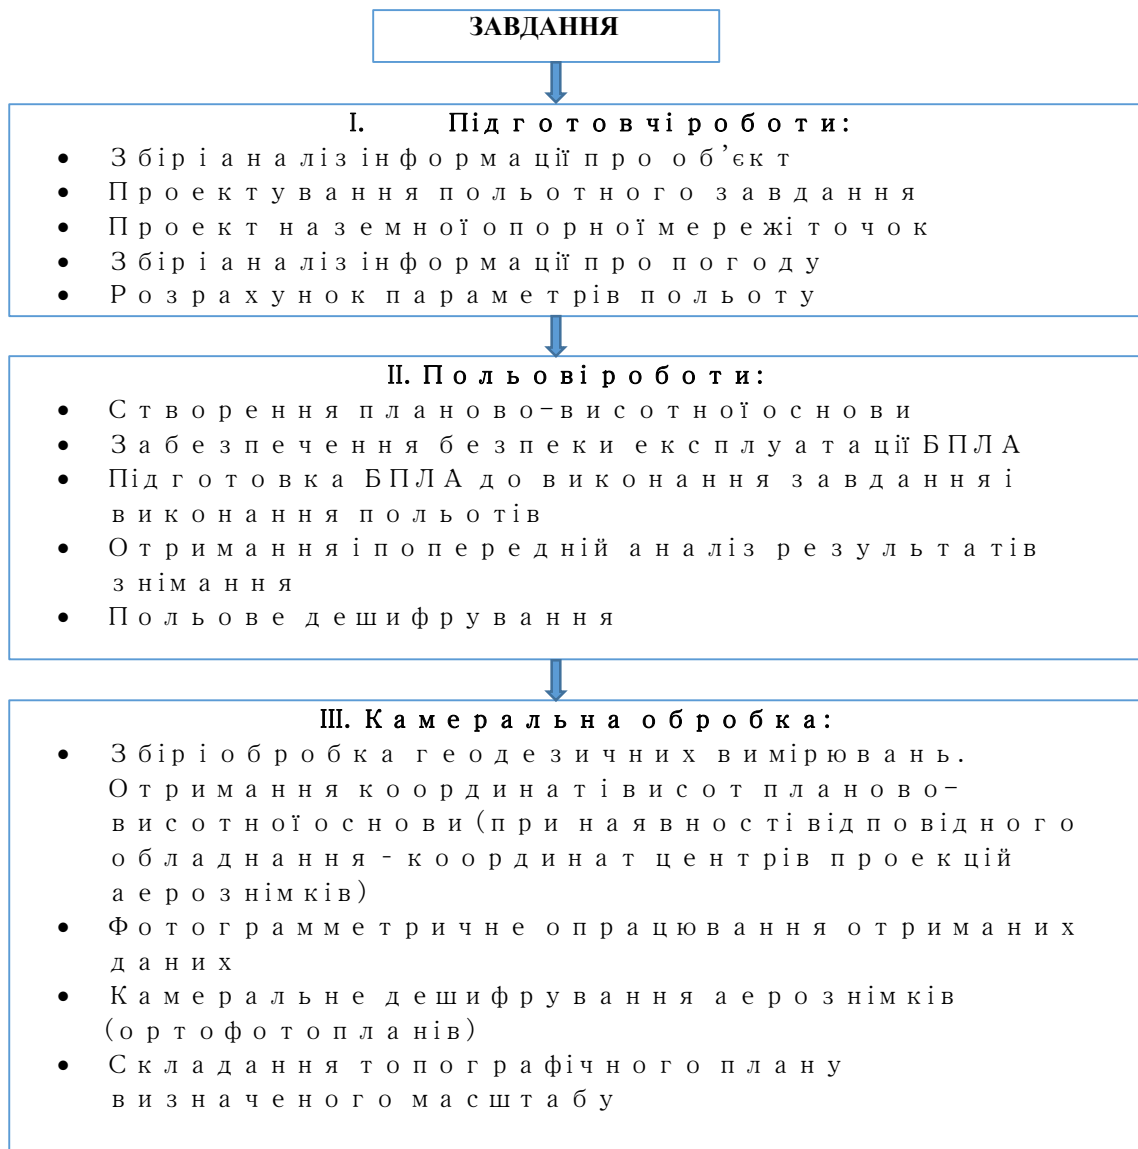 ЗАВДАННЯ
I. Підготовчі роботи:
• Збір і аналіз інформації про об’єкт
• Проектування польотного завдання
• Проект наземної опорної мережі точок
• Збір і аналіз інформації про погоду
• Розрахунок параметрів польоту
II. Польові роботи:
• Створення планово-висотної основи
• Забезпечення безпеки експлуатації БПЛА
• Підготовка БПЛА до виконання завдання і
виконання польотів
• Отримання і попередній аналіз результатів
знімання
• Польове дешифрування
III. Камеральна обробка:
• Збір і обробка геодезичних вимірювань.
Отримання координат і висот планово-
висотної основи (при наявності відповідного
обладнання - координат центрів проекцій
аерознімків)
• Фотограмметричне опрацювання отриманих
даних
• Камеральне дешифрування аерознімків
(ортофотопланів)
• Складання топографічного плану
визначеного масштабу